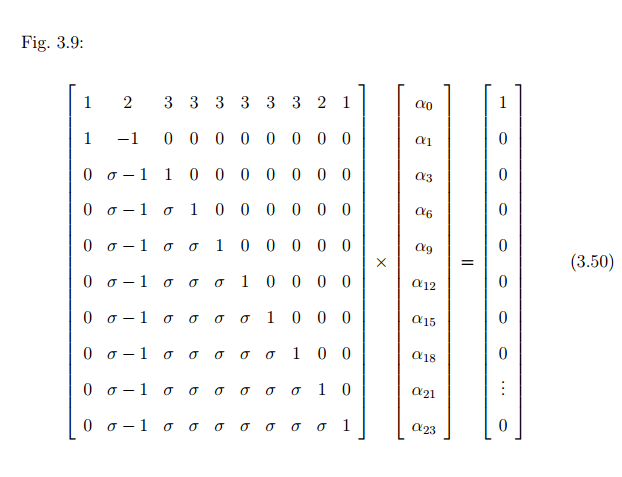 Fig. 3.9:
1 2 3 3 3 3 3 3 2 1 α0 1
1 −1 0 0 0 0 0 0 0 0 α1 0
0 σ − 1 1 0 0 0 0 0 0 0 α3 0
0 σ − 1 σ 1 0 0 0 0 0 0 α6 0
0 σ − 1 σ σ 1 0 0 0 0 0 α9 0
× = (3.50)
0 σ − 1 σ σ σ 1 0 0 0 0 α12 0
0 σ − 1 σ σ σ σ 1 0 0 0 α15 0
0 σ − 1 σ σ σ σ σ 1 0 0 α18 0
0 σ − 1 σ σ σ σ σ σ 1 0 α21 ⋮
0 σ − 1 σ σ σ σ σ σ σ 1 α23 0